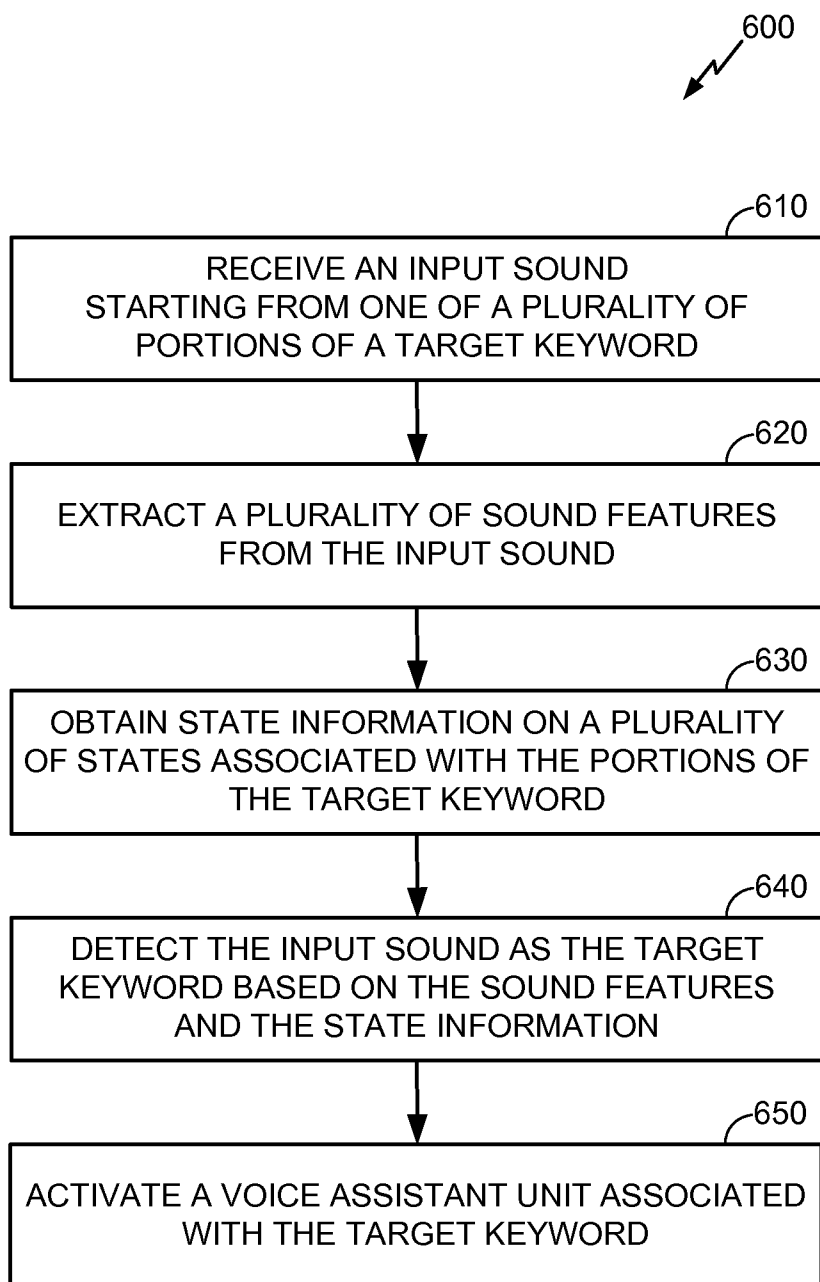 600
610
RECEIVE AN INPUT SOUND
STARTING FROM ONE OF A PLURALITY OF
PORTIONS OF A TARGET KEYWORD
620
EXTRACT A PLURALITY OF SOUND FEATURES
FROM THE INPUT SOUND
630
OBTAIN STATE INFORMATION ON A PLURALITY
OF STATES ASSOCIATED WITH THE PORTIONS OF
THE TARGET KEYWORD
640
DETECT THE INPUT SOUND AS THE TARGET
KEYWORD BASED ON THE SOUND FEATURES
AND THE STATE INFORMATION
650
ACTIVATE A VOICE ASSISTANT UNIT ASSOCIATED
WITH THE TARGET KEYWORD